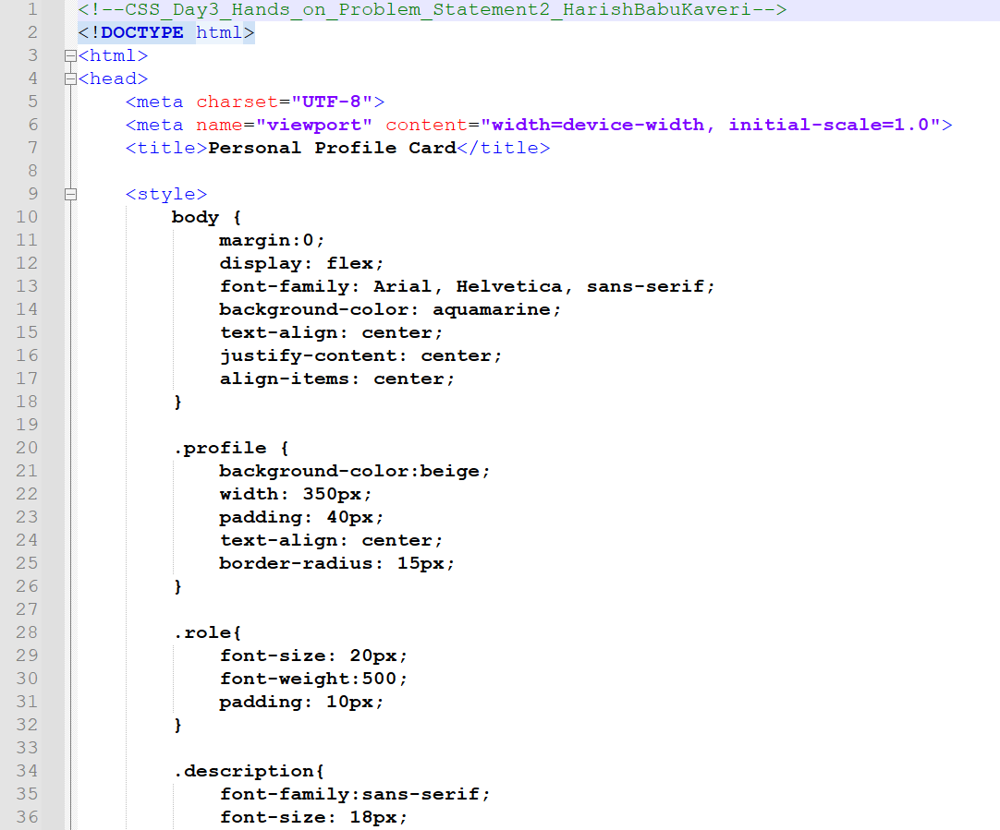 1 <!--CSS_Day3_Hands_on_Problem_Statement2_HarishBabuKaveri-->
2 <!DOCTYPE html>
3 <html>
4 <head>
5 <meta charset="UTF-8">
6 <meta name="viewport" content="width=device-width, initial-scale=1.0">
7 <title>Personal Profile Card</title>
8
9 <style>
10 body {
11 margin:0;
12 display: flex;
13 font-family: Arial, Helvetica, sans-serif;
14 background-color: aquamarine;
15 text-align: center;
16 justify-content: center;
17 align-items: center;
18 }
19
20 .profile {
21 background-color:beige;
22 width: 350px;
23 padding: 40px;
24 text-align: center;
25 border-radius: 15px;
26 }
27
28 .role{
29 font-size: 20px;
30 font-weight:500;
31 padding: 10px;
32 }
33
34 .description{
35 font-family:sans-serif;
36 font-size: 18px;